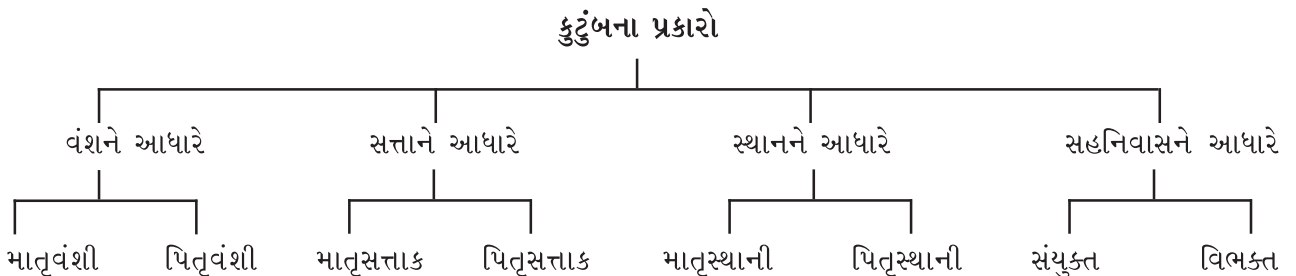 કુટુંબના પ્રકારો
વંશને આધારે સત્તાને આધારે સ્થાનને આધારે સહનિવાસને આધારે
માતૃવંશી પિતૃવંશી માતૃસત્તાક પિતૃસત્તાક માતૃસ્થાની પિતૃસ્થાની સંયુક્ત વિભક્ત